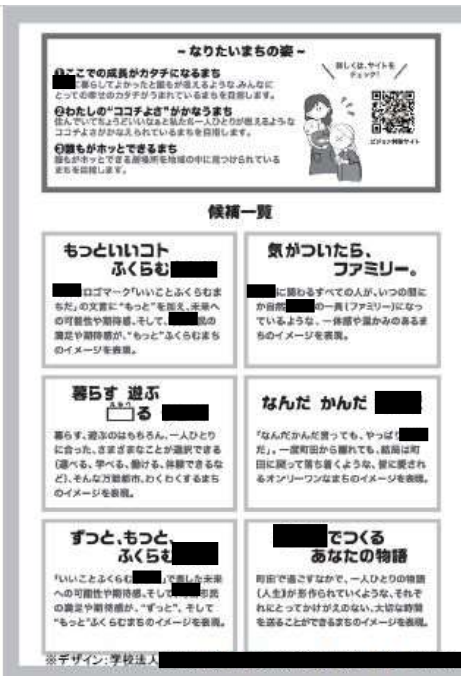 ~ なりたいまちの姿 ~
詳しくは、サイトを
チェック!
❶ここでの成長がカタチになるまち
に暮らしてよかったと誰もが思えるような、みんなに
とっての幸せのカタチがうまれているまちを目指します。
❷わたしの“ココチよさ”がかなうまち
住んでいてちょうどいいなぁと私たち一人ひとりが思えるような
ココチよさがかなえられているまちを目指します。
❸誰もがホッとできるまち
誰もがホッとできる居場所を地域の中に見つけられている
まちを目指します。
ビジョン特設サイト
候補一覧
もっといいコト
ふくらむ
ロゴマーク「いいことふくらむま
ちだ」の文言に“もっと”を加え、未来へ
の可能性や期待感、そして、民の
満足や期待感が、“もっと”ふくらむまち
のイメージを表現。
気がついたら、
ファミリー。
に関わるすべての人が、いつの間に
か自然の一員(ファミリー)になっ
ているような、一体感や温かみのあるま
ちのイメージを表現。
暮らす 遊ぶ
る
暮らす、遊ぶのはもちろん、一人ひとり
に合った、さまざまなことが選択できる
(選べる、学べる、働ける、体験できるな
ど)、そんな万能都市、わくわくするまち
のイメージを表現。
なんだ かんだ
「なんだかんだ言っても、やっぱり
だ」。一度町田から離れても、結局は町
田に戻って落ち着くような、皆に愛され
るオンリーワンなまちのイメージを表現。
ずっと、もっと、
ふくらむ
「いいことふくらむ」で表した未来
への可能性や期待感、そして市民
の満足や期待感が、“ずっと”、そして
“もっと”ふくらむまちのイメージを表現。
でつくる
あなたの物語
町田で過ごすなかで、一人ひとりの物語
(人生)が形作られていくような、それぞ
れにとってかけがえのない、大切な時間
を送ることができるまちのイメージを表現。
※デザイン:学校法人